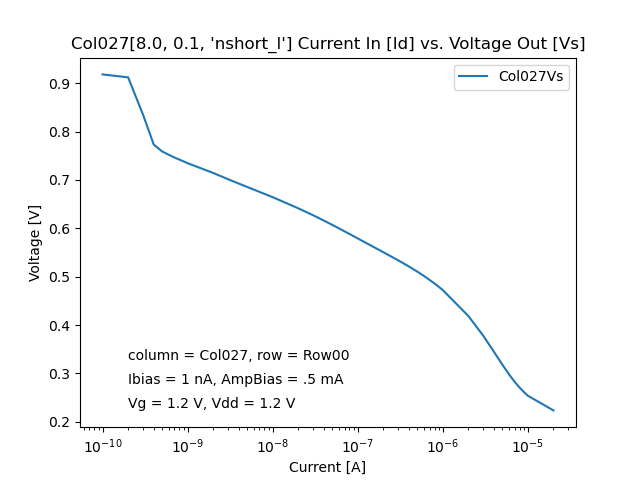 Col027[8.0, 0.1, 'nshort_l'] Current In [Id] vs. Voltage Out [Vs]
Col027Vs
0.9
0.8
0.7
0.6
0.5
0.4
0.3
0.2
Voltage [V]
column = Col027, row = Row00
Ibias = 1 nA, AmpBias = .5 mA
Vg = 1.2 V, Vdd = 1.2 V
10⁻¹⁰ 10⁻⁹ 10⁻⁸ 10⁻⁷ 10⁻⁶ 10⁻⁵
Current [A]